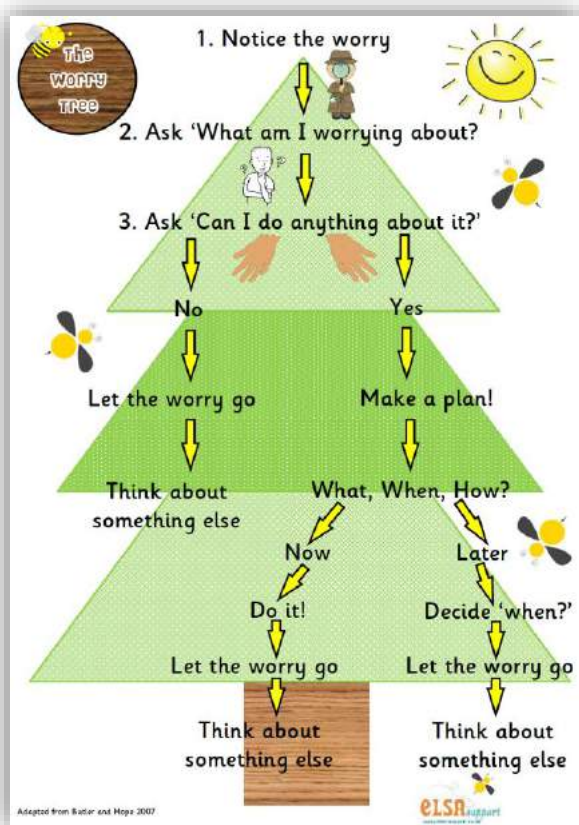 The
Worry
Tree
1. Notice the worry
2. Ask ‘What am I worrying about?
3. Ask ‘Can I do anything about it?’
No
Yes
Let the worry go
Make a plan!
Think about
something else
What, When, How?
Now
Later
Do it!
Decide ‘when?’
Let the worry go
Let the worry go
Think about
something else
Think about
something else
Adapted from Butler and Hope 2007
ELSA support